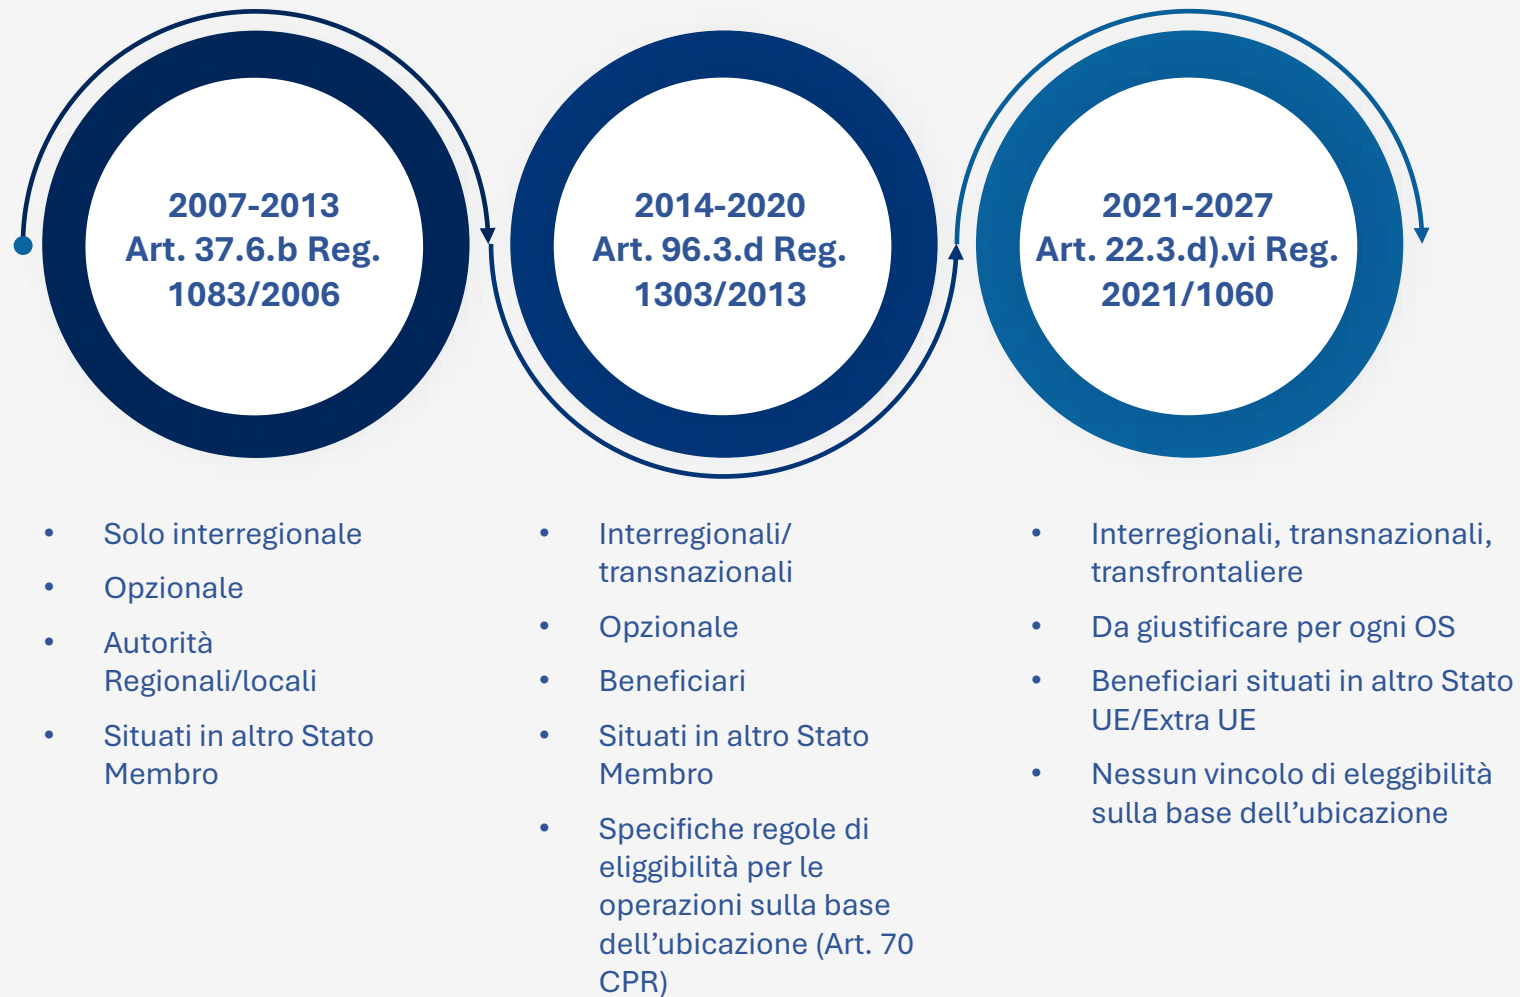 2007-2013
Art. 37.6.b Reg.
1083/2006
2014-2020
Art. 96.3.d Reg.
1303/2013
2021-2027
Art. 22.3.d).vi Reg.
2021/1060
• Solo interregionale
• Opzionale
• Autorità
Regionali/locali
• Situati in altro Stato
Membro
• Interregionali/
transnazionali
• Opzionale
• Beneficiari
• Situati in altro Stato
Membro
• Specifiche regole di
eliggibilità per le
operazioni sulla base
dell’ubicazione (Art. 70
CPR)
• Interregionali, transnazionali,
transfrontaliere
• Da giustificare per ogni OS
• Beneficiari situati in altro Stato
UE/Extra UE
• Nessun vincolo di eleggibilità
sulla base dell’ubicazione